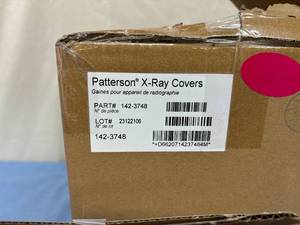 Patterson® X-Ray Covers
Gaines pour appareil de radiographie
PART# 142-3748
N° de pièce
LOT# 23122106
N° de lot
142-3748
*+D6620714237484M*